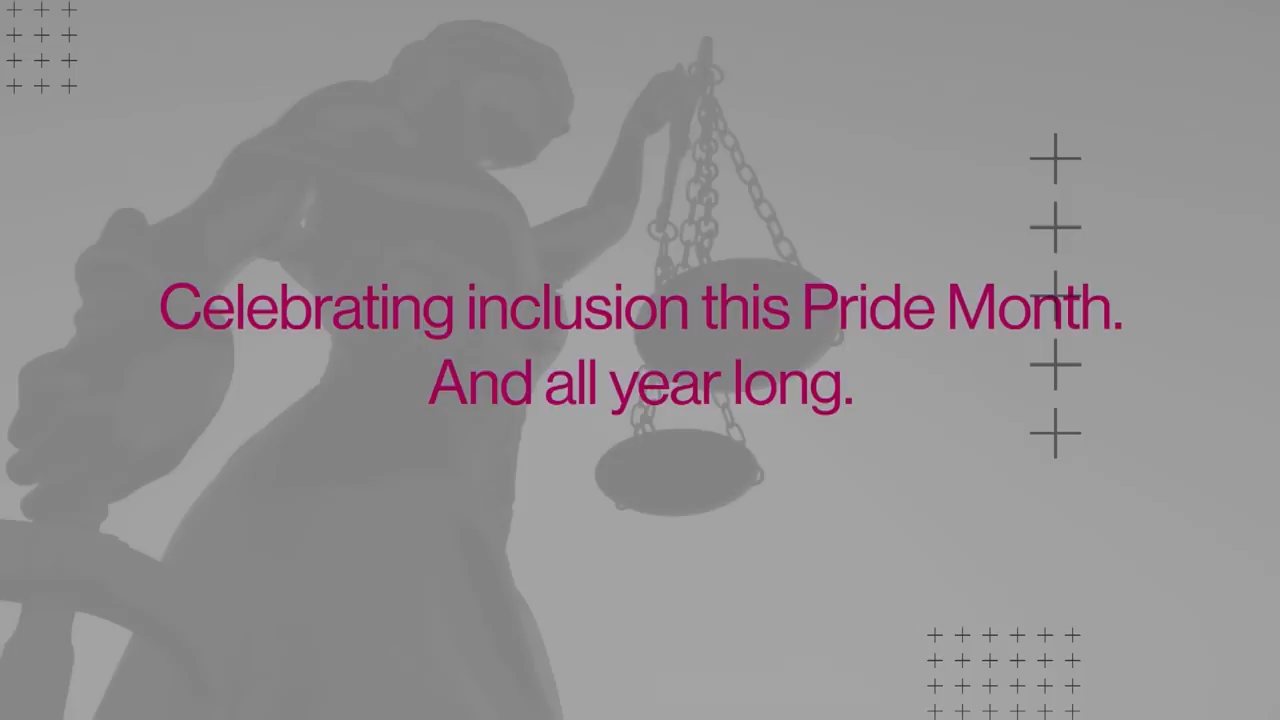 Celebrating inclusion this Pride Month.
And all year long.